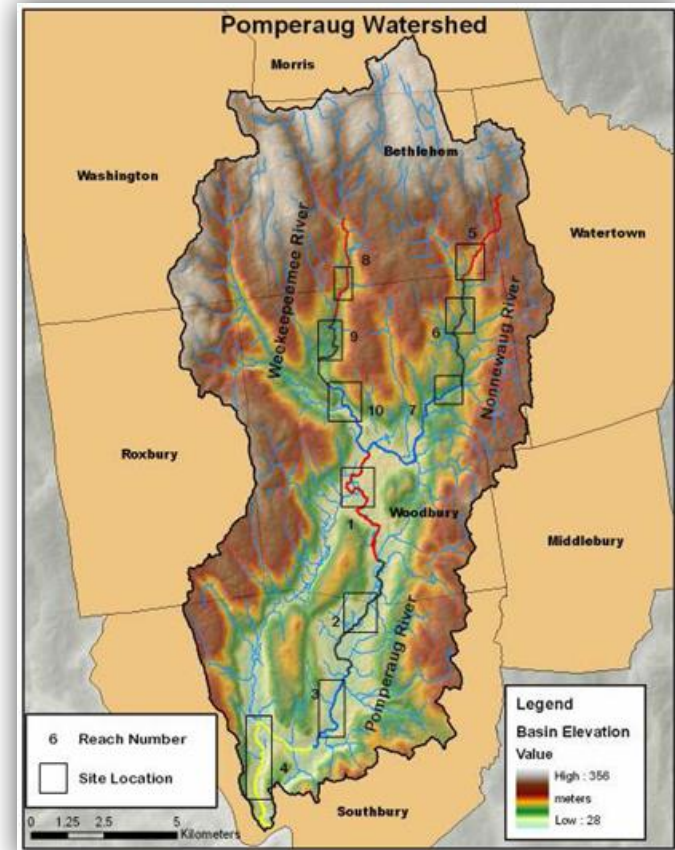 Pomperaug Watershed
Morris
Bethlehem
Washington
Watertown
5
8
Weekeepeemee River
Nonnewaug River
6
9
10
7
Roxbury
Woodbury
1
Middlebury
2
Pomperaug River
3
4
Southbury
6 Reach Number
Site Location
0 1.25 2.5 5
Kilometers
Legend
Basin Elevation
Value
High : 356
meters
Low : 28